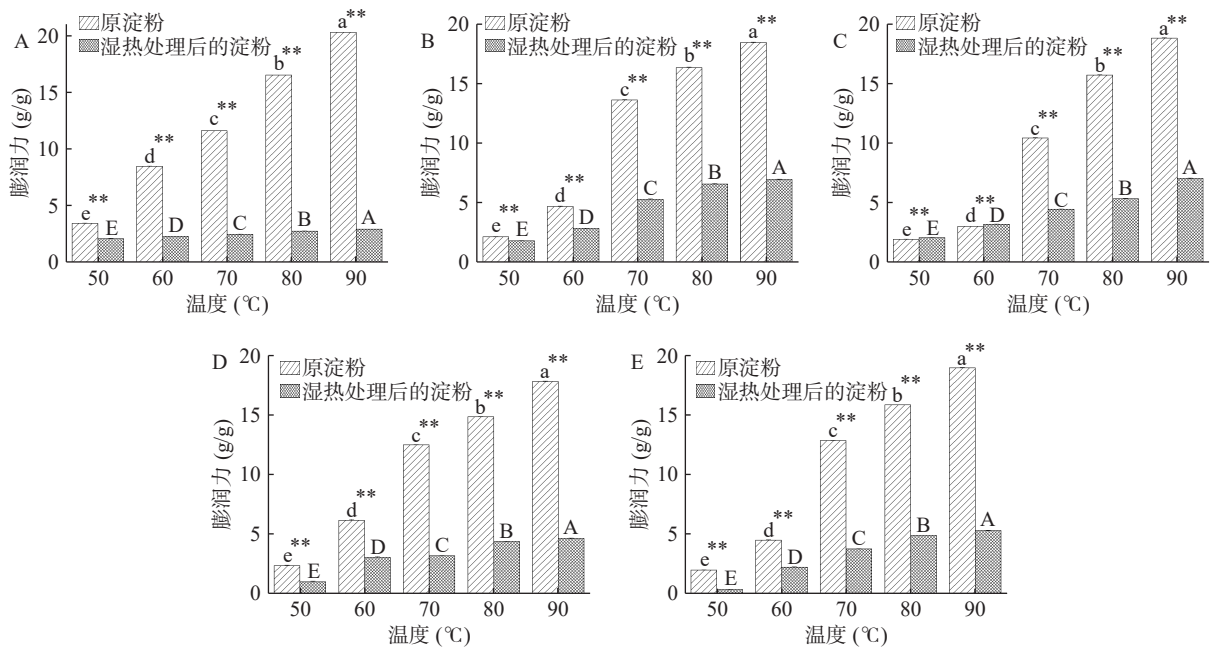 A
原淀粉
湿热处理后的淀粉
膨润力 (g/g)
20
15
10
5
0
e** E
d** D
c** C
b** B
a** A
50 60 70 80 90
温度 (℃)
B
原淀粉
湿热处理后的淀粉
膨润力 (g/g)
20
15
10
5
0
e** E
d** D
c** C
b** B
a** A
50 60 70 80 90
温度 (℃)
C
原淀粉
湿热处理后的淀粉
膨润力 (g/g)
20
15
10
5
0
e** E
d** D
c** C
b** B
a** A
50 60 70 80 90
温度 (℃)
D
原淀粉
湿热处理后的淀粉
膨润力 (g/g)
20
15
10
5
0
e** E
d** D
c** C
b** B
a** A
50 60 70 80 90
温度 (℃)
E
原淀粉
湿热处理后的淀粉
膨润力 (g/g)
20
15
10
5
0
e** E
d** D
c** C
b** B
a** A
50 60 70 80 90
温度 (℃)